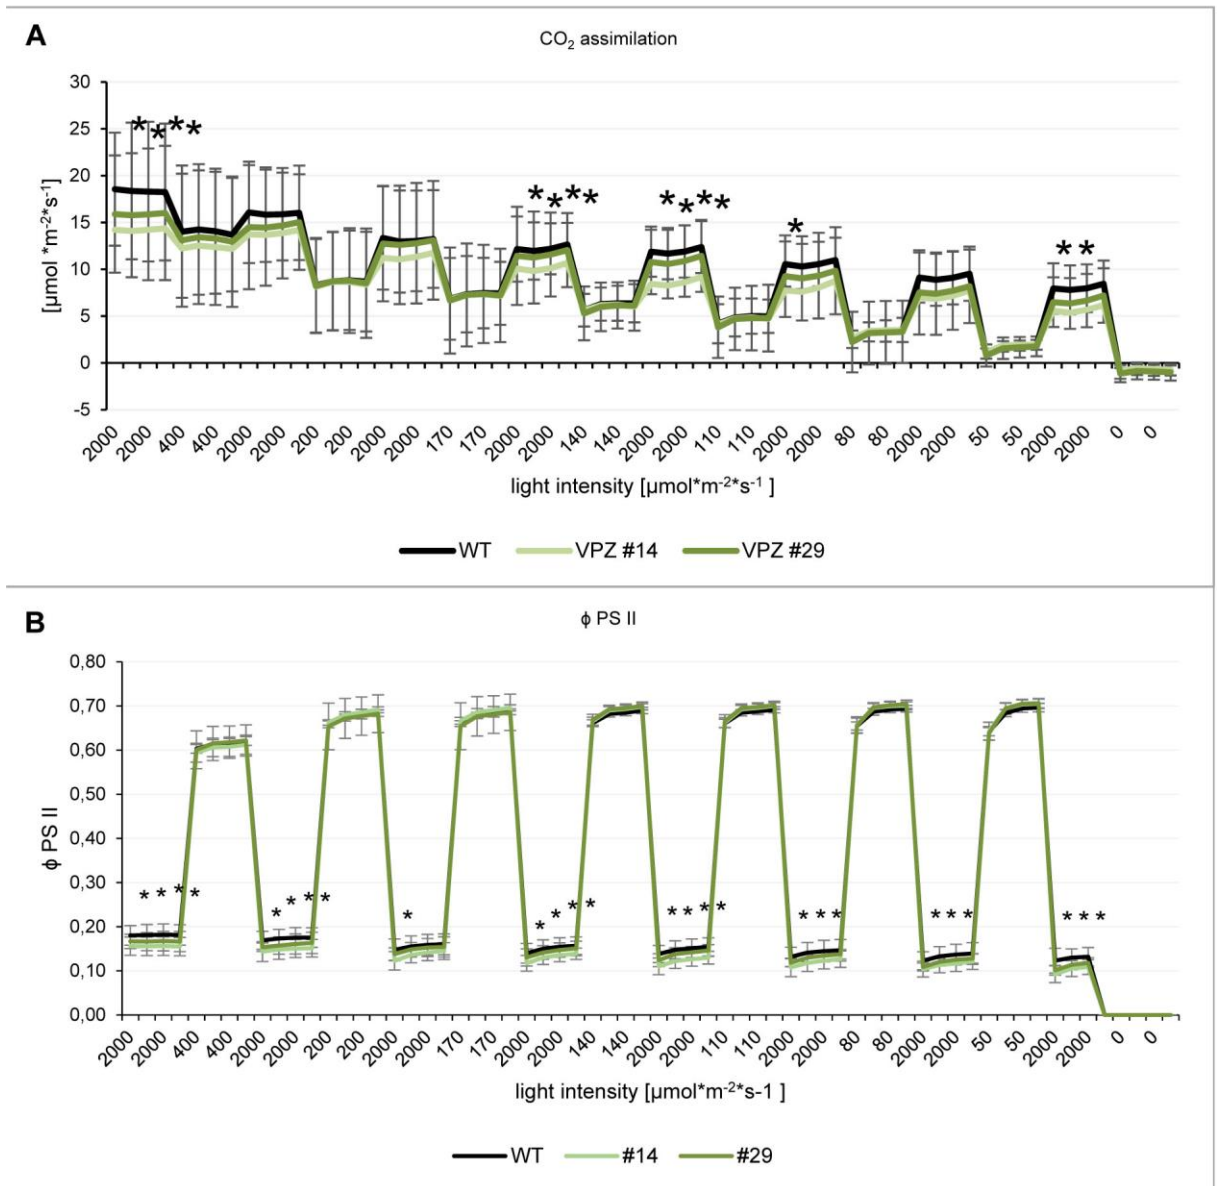 A
CO₂ assimilation
30
25
20
15
10
5
0
-5
[µmol *m⁻²*s⁻¹]
* * * *
* * * *
* * * *
*
* *
2000 2000 400 400 2000 2000 200 200 2000 2000 170 170 2000 2000 140 140 2000 2000 110 110 2000 2000 80 80 2000 2000 50 50 2000 2000 0 0
light intensity [µmol*m⁻²*s⁻¹ ]
WT VPZ #14 VPZ #29
B
ϕ PS II
0,80
0,70
0,60
0,50
0,40
0,30
0,20
0,10
0,00
ϕ PS II
* * * *
* * * *
*
* * * *
* * * *
* * *
* * *
* * *
2000 2000 400 400 2000 2000 200 200 2000 2000 170 170 2000 2000 140 140 2000 2000 110 110 2000 2000 80 80 2000 2000 50 50 2000 2000 0 0
light intensity [µmol*m⁻²*s-1 ]
WT #14 #29